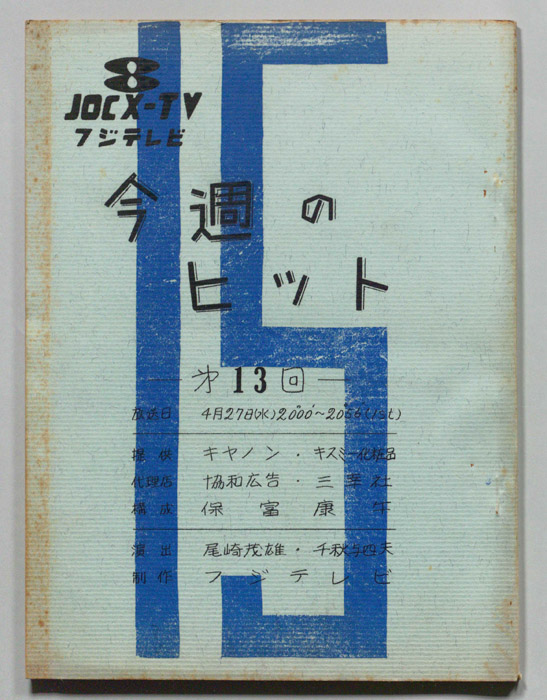 JOCX-TV
フジテレビ
15
今週の
ヒット
第13回
放送日 4月27日(水)20°00'〜20°56'(1st)
提供 キヤノン・キスミー化粧品
代理店 協和広告・三幸社
構成 保富康午
演出 尾崎茂雄・千秋与四夫
制作 フジテレビ